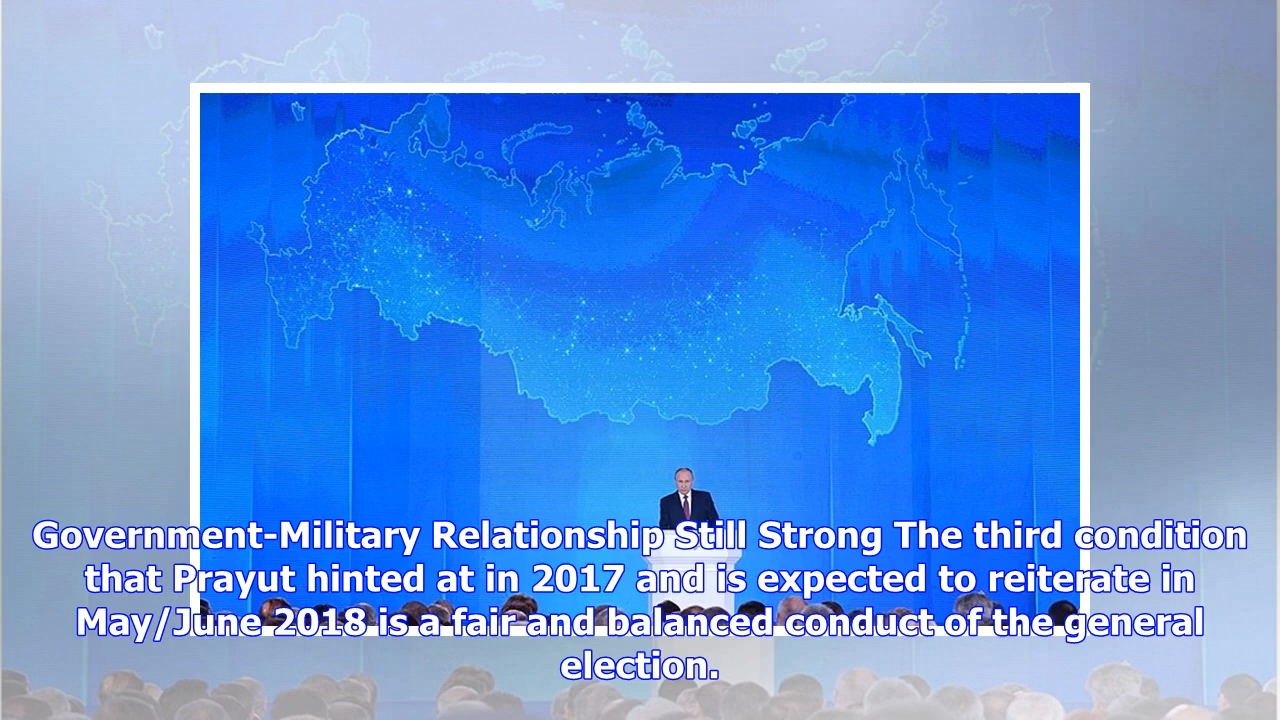 Government-Military Relationship Still Strong The third condition
that Prayut hinted at in 2017 and is expected to reiterate in
May/June 2018 is a fair and balanced conduct of the general
election.